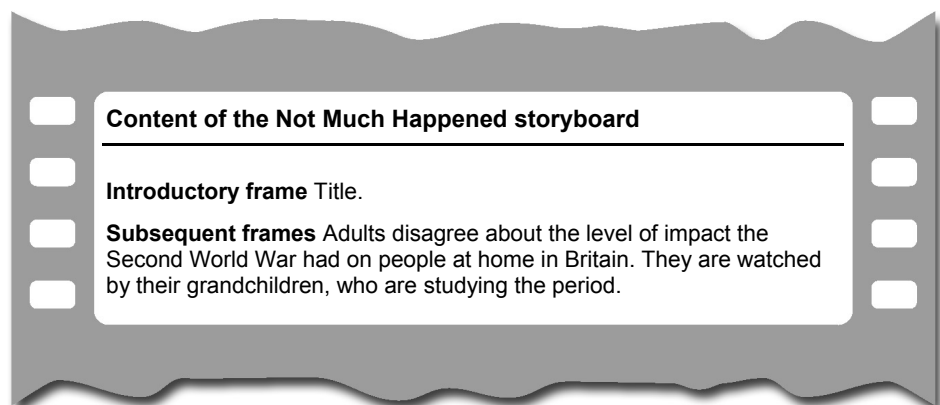 Content of the Not Much Happened storyboard
Introductory frame Title.
Subsequent frames Adults disagree about the level of impact the
Second World War had on people at home in Britain. They are watched
by their grandchildren, who are studying the period.